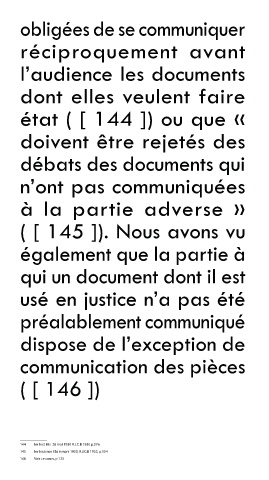 obligées de se communiquer
réciproquement avant
l'audience les documents
dont elles veulent faire
état ( [ 144 ]) ou que «
doivent être rejetés des
débats des documents qui
n'ont pas communiquées
à la partie adverse »
( [ 145 ]). Nous avons vu
également que la partie à
qui un document dont il est
usé en justice n'a pas été
préalablement communiqué
dispose de l'exception de
communication des pièces
( [ 146 ])
144
145
146